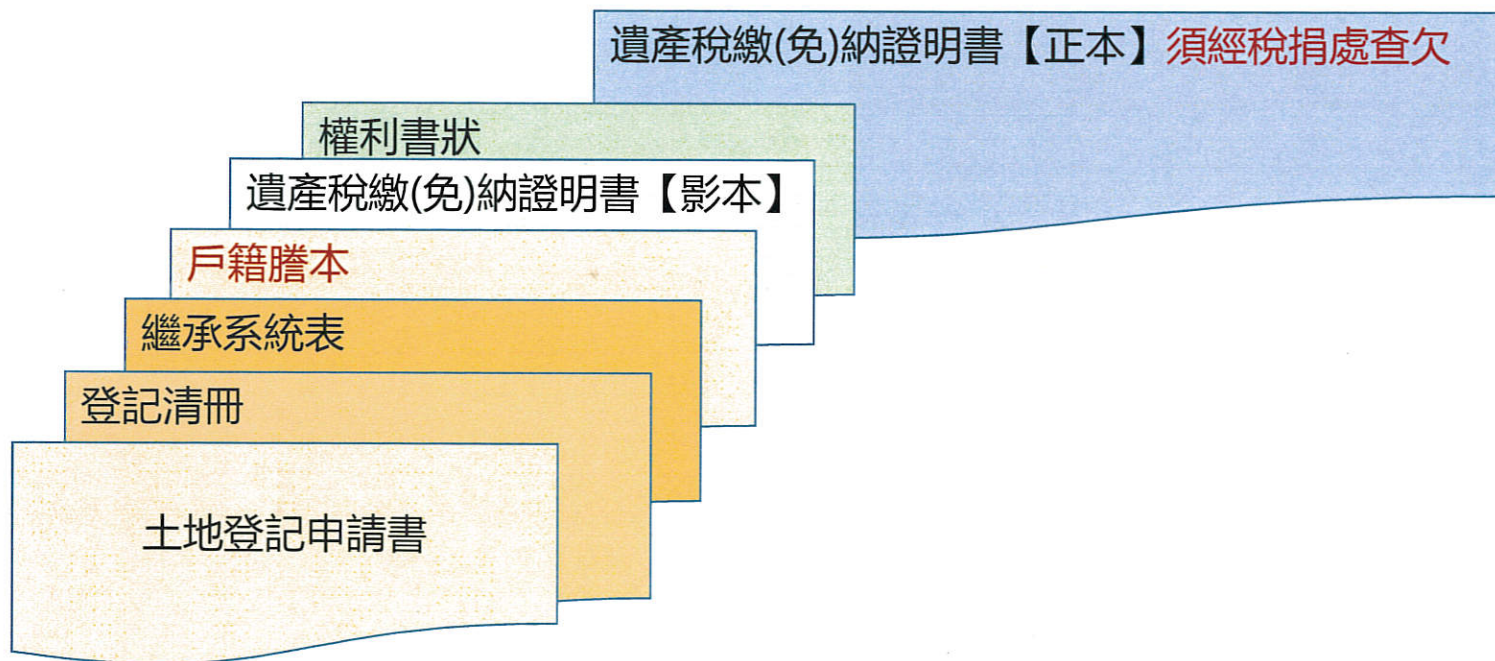 遺產稅繳(免)納證明書【正本】須經稅捐處查欠
權利書狀
遺產稅繳(免)納證明書【影本】
戶籍謄本
繼承系統表
登記清冊
土地登記申請書